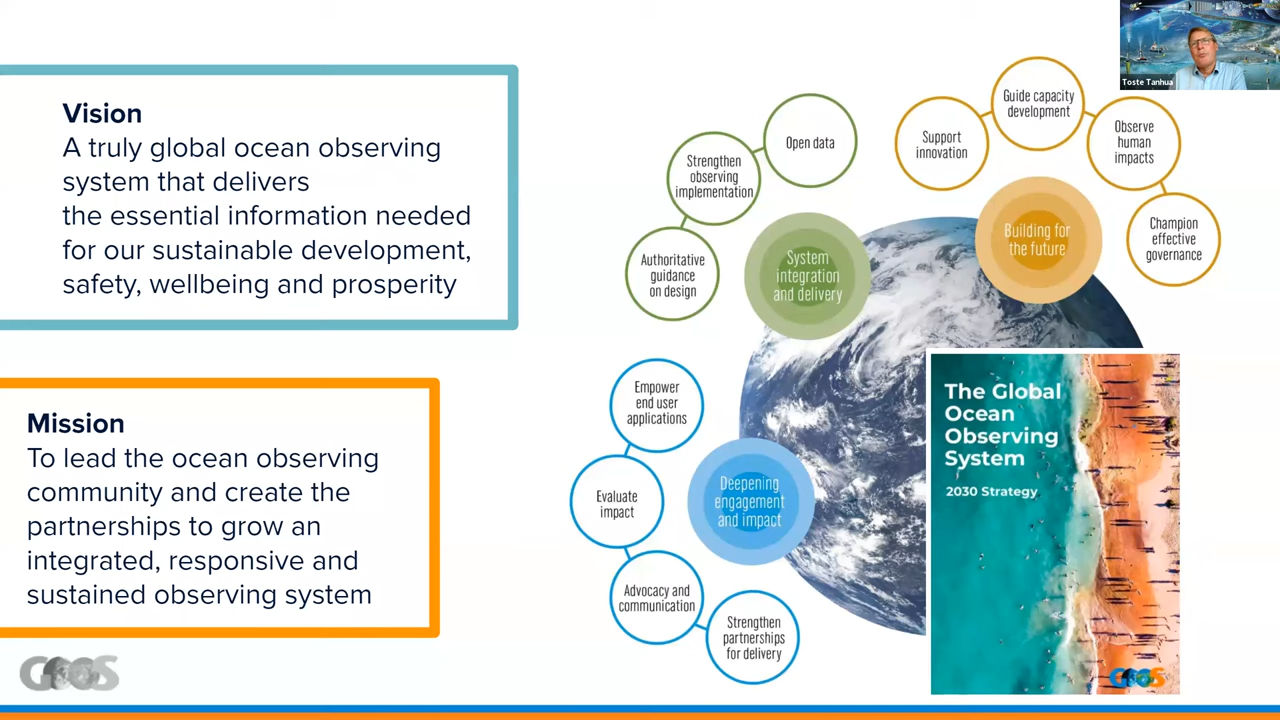 Vision
A truly global ocean observing
system that delivers
the essential information needed
for our sustainable development,
safety, wellbeing and prosperity
Mission
To lead the ocean observing
community and create the
partnerships to grow an
integrated, responsive and
sustained observing system
GOOS
Open data
Strengthen
observing
implementation
Authoritative
guidance
on design
System
integration
and delivery
Support
innovation
Guide capacity
development
Observe
human
impacts
Champion
effective
governance
Building for
the future
Empower
end user
applications
Evaluate
impact
Advocacy and
communication
Strengthen
partnerships
for delivery
Deepening
engagement
and impact
The Global
Ocean
Observing
System
2030 Strategy
GOOS
Toste Tanhua